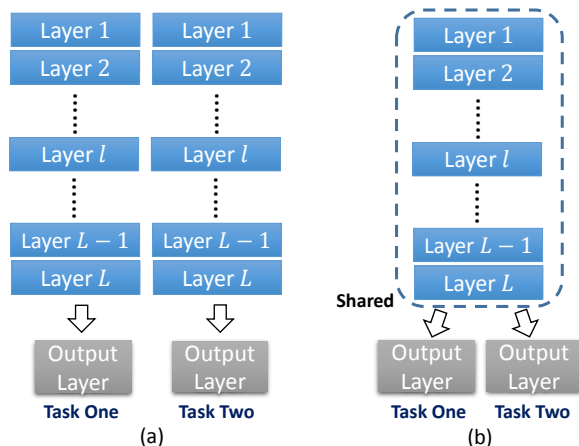 Layer 1
Layer 2
Layer l
Layer L − 1
Layer L
Output
Layer
Task One
Layer 1
Layer 2
Layer l
Layer L − 1
Layer L
Output
Layer
Task Two
(a)
Layer 1
Layer 2
Layer l
Layer L − 1
Layer L
Shared
Output
Layer
Task One
Output
Layer
Task Two
(b)